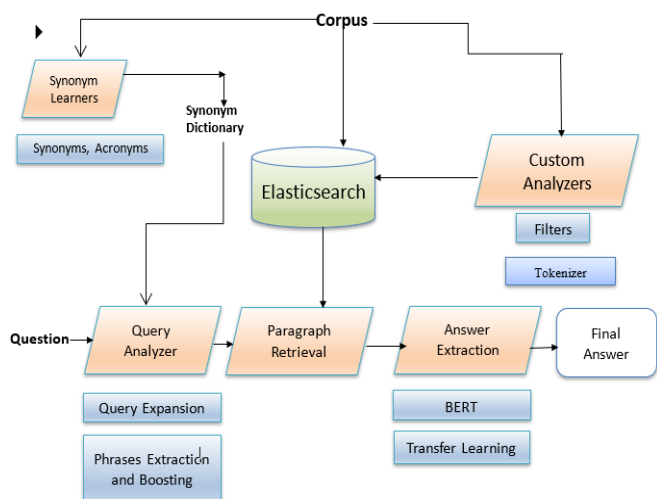 Corpus
Synonym
Learners
Synonym
Dictionary
Synonyms, Acronyms
Elasticsearch
Custom
Analyzers
Filters
Tokenizer
Question
Query
Analyzer
Paragraph
Retrieval
Answer
Extraction
Final
Answer
Query Expansion
Phrases Extraction
and Boosting
BERT
Transfer Learning